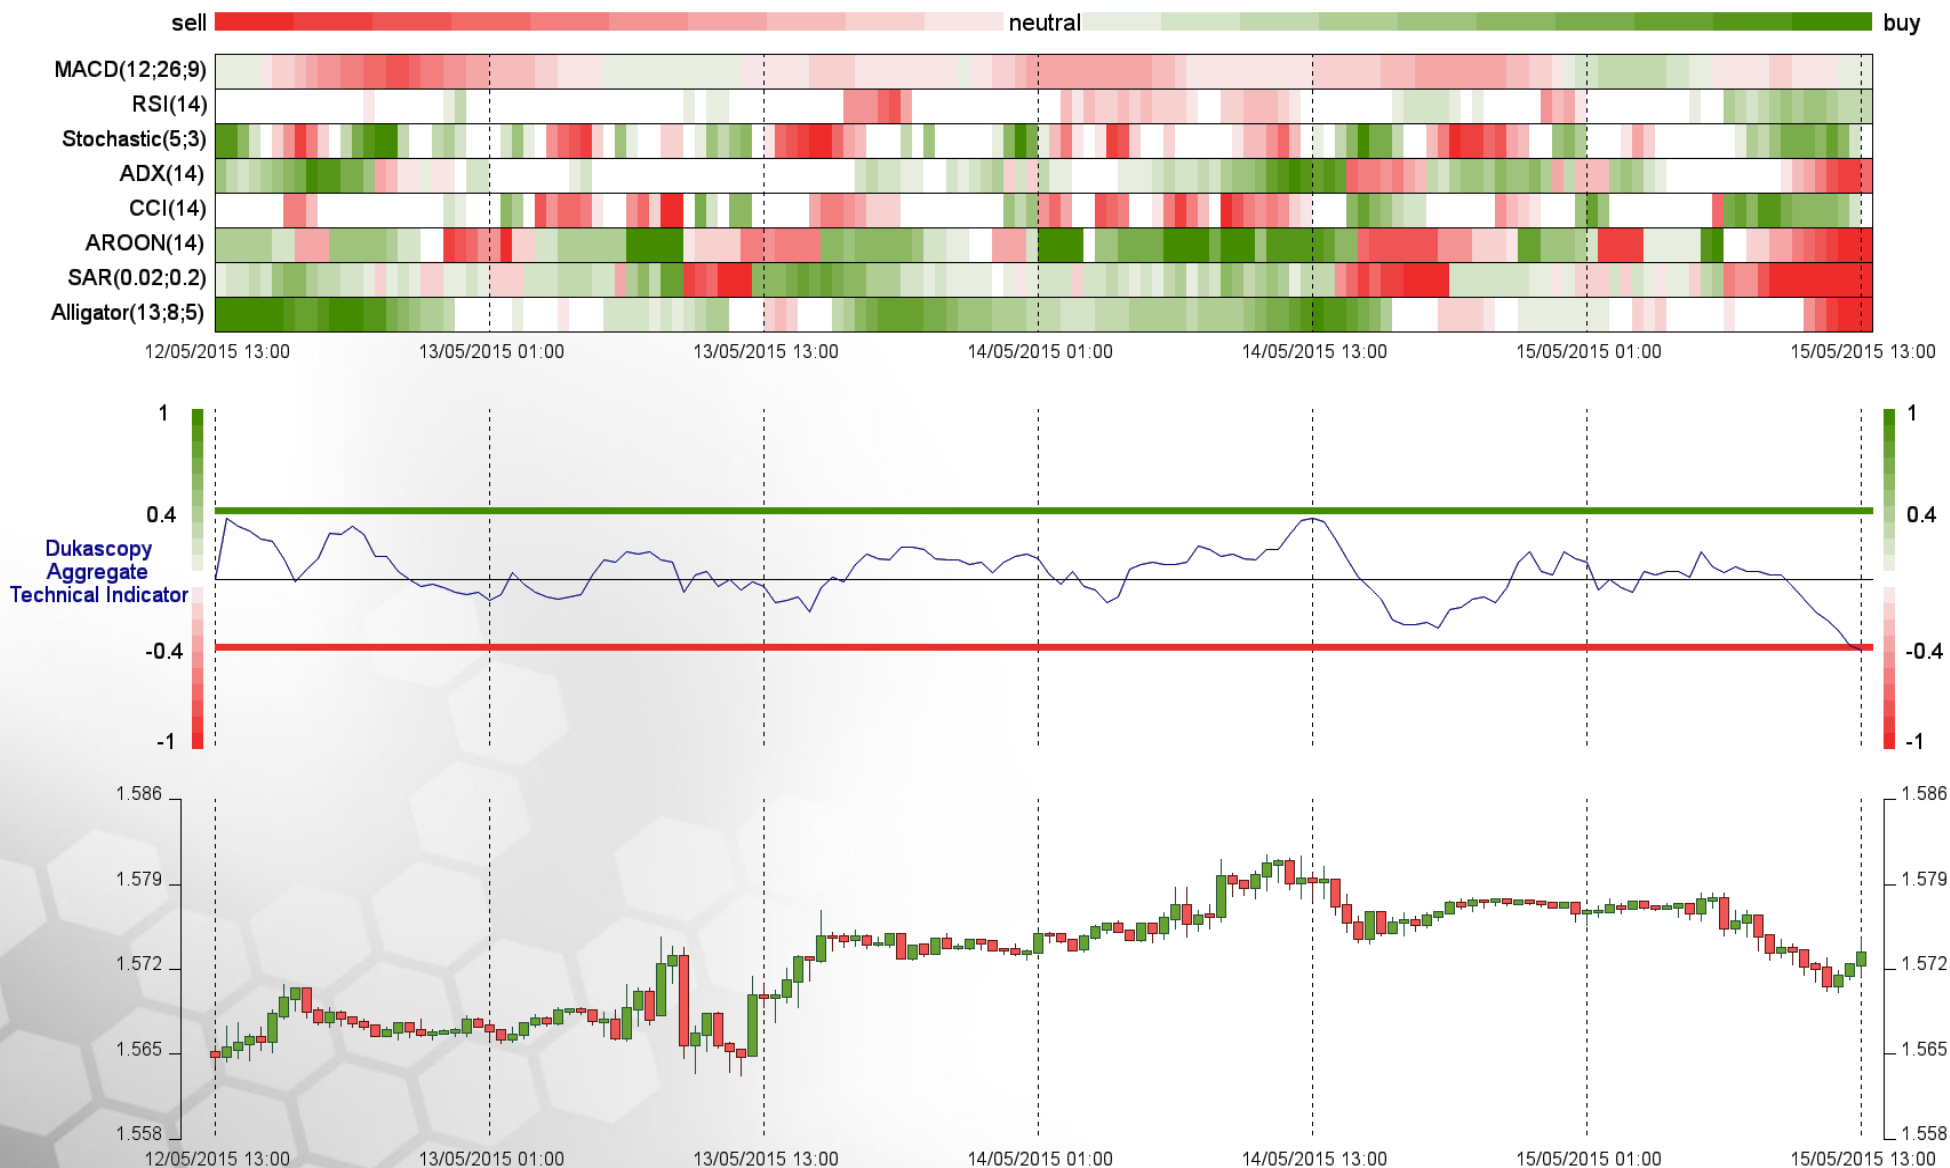 sell neutral buy
MACD(12;26;9)
RSI(14)
Stochastic(5;3)
ADX(14)
CCI(14)
AROON(14)
SAR(0.02;0.2)
Alligator(13;8;5)
12/05/2015 13:00 13/05/2015 01:00 13/05/2015 13:00 14/05/2015 01:00 14/05/2015 13:00 15/05/2015 01:00 15/05/2015 13:00
1 1
0.4 0.4
Dukascopy
Aggregate
Technical Indicator
-0.4 -0.4
-1 -1
1.586 1.586
1.579 1.579
1.572 1.572
1.565 1.565
1.558 1.558
12/05/2015 13:00 13/05/2015 01:00 13/05/2015 13:00 14/05/2015 01:00 14/05/2015 13:00 15/05/2015 01:00 15/05/2015 13:00